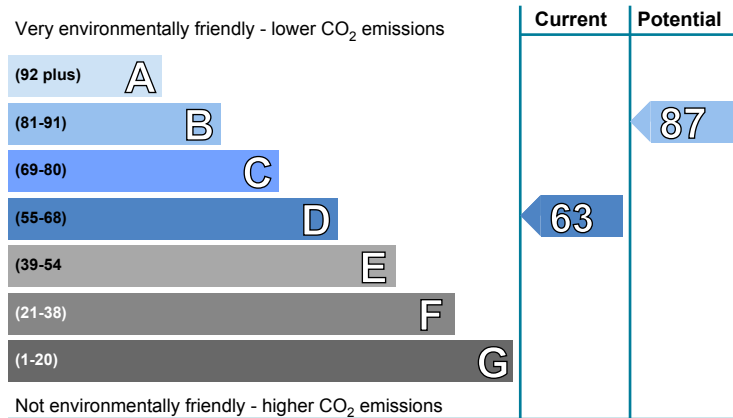 Very environmentally friendly - lower CO₂ emissions
Current
Potential
(92 plus) A
(81-91) B
87
(69-80) C
(55-68) D
63
(39-54 E
(21-38) F
(1-20) G
Not environmentally friendly - higher CO₂ emissions